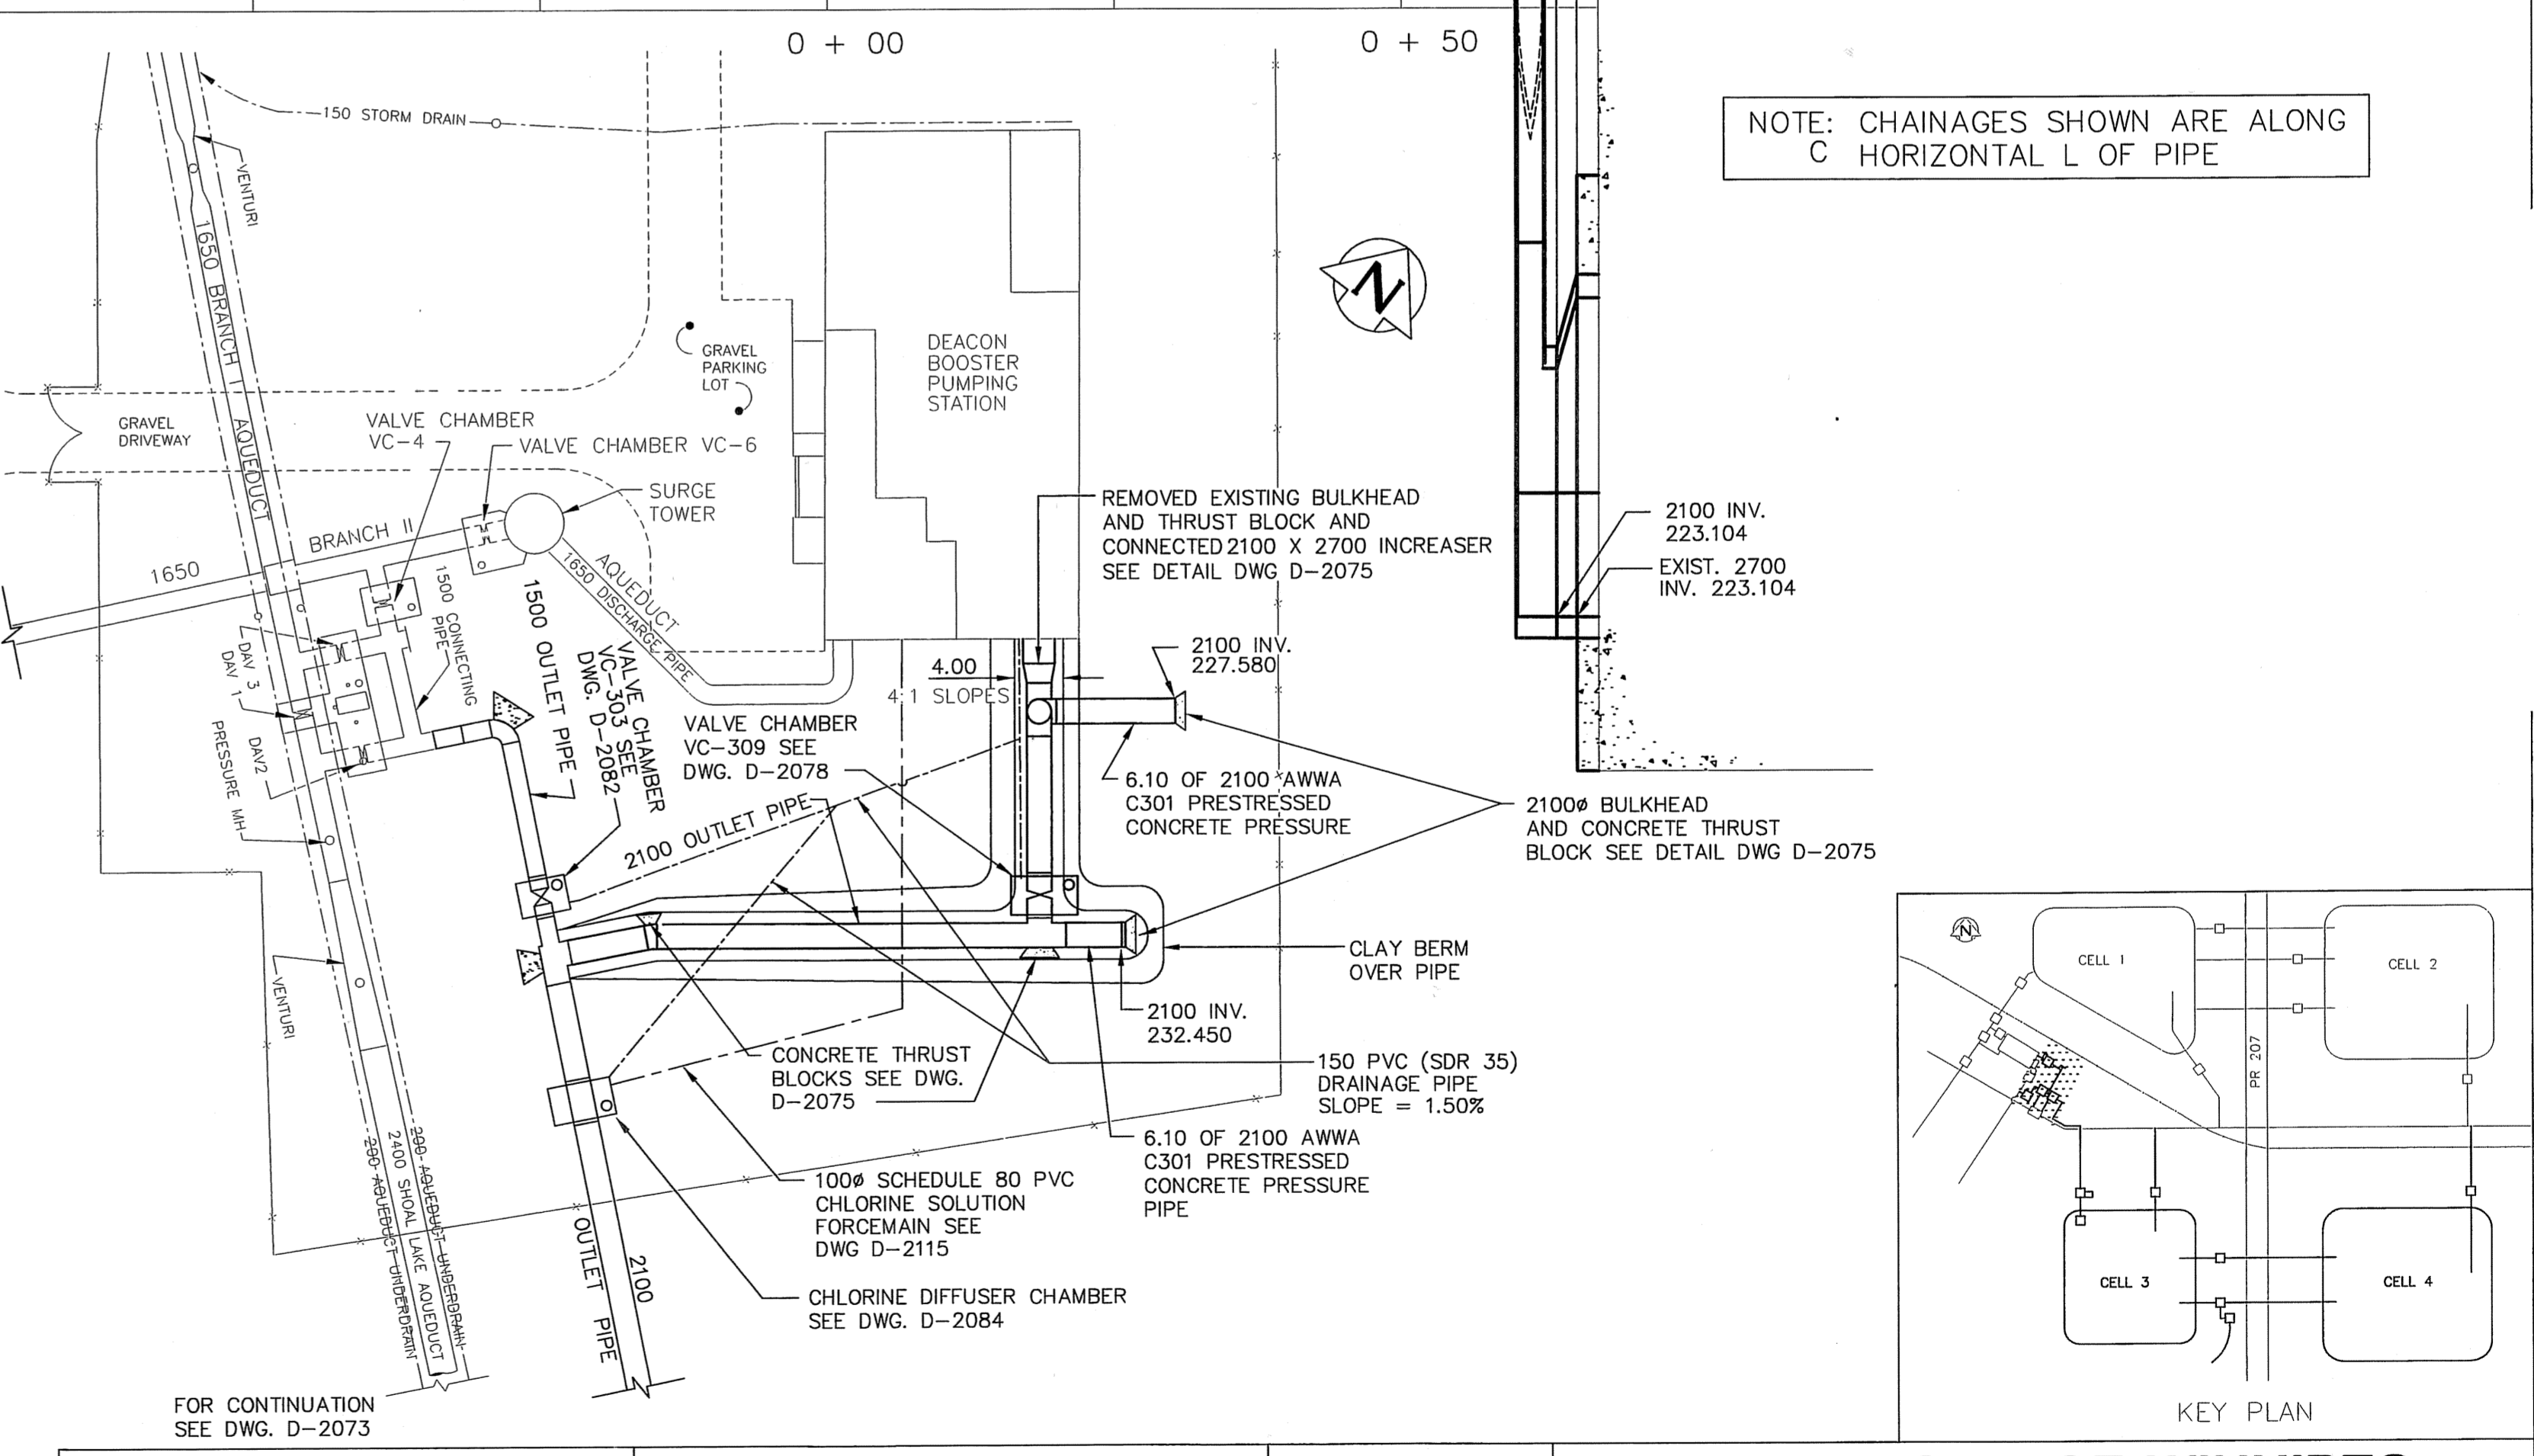 0 + 00
0 + 50
NOTE: CHAINAGES SHOWN ARE ALONG
C HORIZONTAL L OF PIPE
150 STORM DRAIN
VENTURI
1650 BRANCH I AQUEDUCT
N
GRAVEL
PARKING
LOT
DEACON
BOOSTER
PUMPING
STATION
GRAVEL
DRIVEWAY
VALVE CHAMBER
VC-4
VALVE CHAMBER VC-6
SURGE
TOWER
1650
BRANCH II
AQUEDUCT
1650 DISCHARGE PIPE
1500 CONNECTING
PIPE
1500 OUTLET PIPE
VALVE CHAMBER
VC-303 SEE
DWG. D-2082
DAV 3
DAV 1
DAV2
PRESSURE MH
REMOVED EXISTING BULKHEAD
AND THRUST BLOCK AND
CONNECTED 2100 X 2700 INCREASER
SEE DETAIL DWG D-2075
2100 INV.
223.104
EXIST. 2700
INV. 223.104
4.00
4:1 SLOPES
2100 INV.
227.580
VALVE CHAMBER
VC-309 SEE
DWG. D-2078
6.10 OF 2100 AWWA
C301 PRESTRESSED
CONCRETE PRESSURE
2100ø BULKHEAD
AND CONCRETE THRUST
BLOCK SEE DETAIL DWG D-2075
2100 OUTLET PIPE
CLAY BERM
OVER PIPE
2100 INV.
232.450
VENTURI
CONCRETE THRUST
BLOCKS SEE DWG.
D-2075
150 PVC (SDR 35)
DRAINAGE PIPE
SLOPE = 1.50%
6.10 OF 2100 AWWA
C301 PRESTRESSED
CONCRETE PRESSURE
PIPE
100ø SCHEDULE 80 PVC
CHLORINE SOLUTION
FORCEMAIN SEE
DWG D-2115
CHLORINE DIFFUSER CHAMBER
SEE DWG. D-2084
200 AQUEDUCT UNDERDRAIN
2400 SHOAL LAKE AQUEDUCT
200 AQUEDUCT UNDERDRAIN
OUTLET PIPE
2100
FOR CONTINUATION
SEE DWG. D-2073
N
CELL 1
CELL 2
PR 207
CELL 3
CELL 4
KEY PLAN